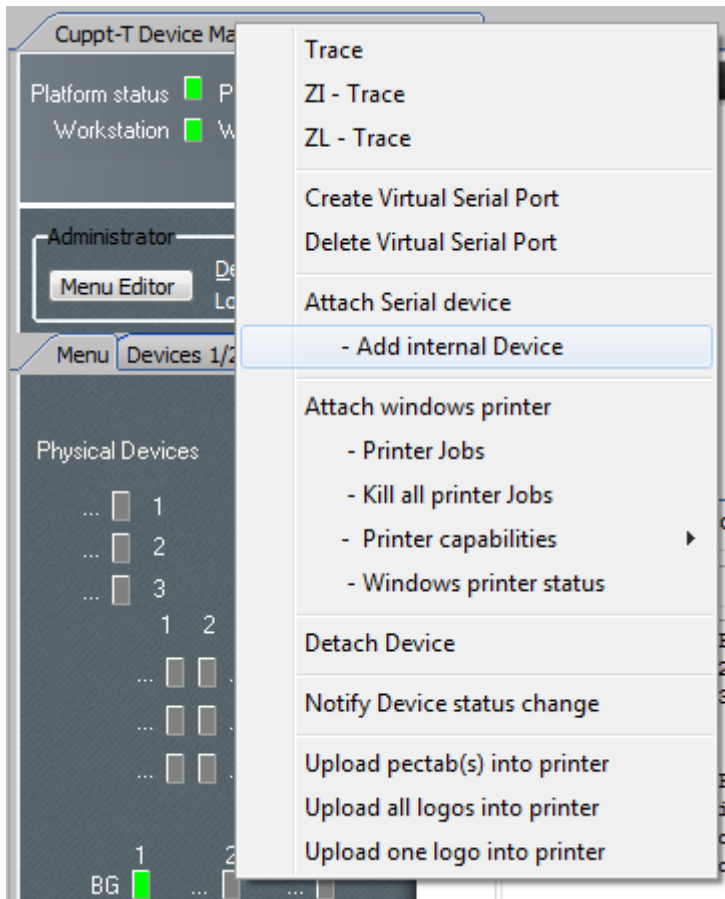 Cuppt-T Device Ma
Platform status P
Workstation W
Administrator
Menu Editor De
Lo
Menu Devices 1/2
Physical Devices
... 1
... 2
... 3
1 2
...
...
...
1 2
BG ... ...
Trace
ZI - Trace
ZL - Trace
Create Virtual Serial Port
Delete Virtual Serial Port
Attach Serial device
- Add internal Device
Attach windows printer
- Printer Jobs
- Kill all printer Jobs
- Printer capabilities
- Windows printer status
Detach Device
Notify Device status change
Upload pectab(s) into printer
Upload all logos into printer
Upload one logo into printer